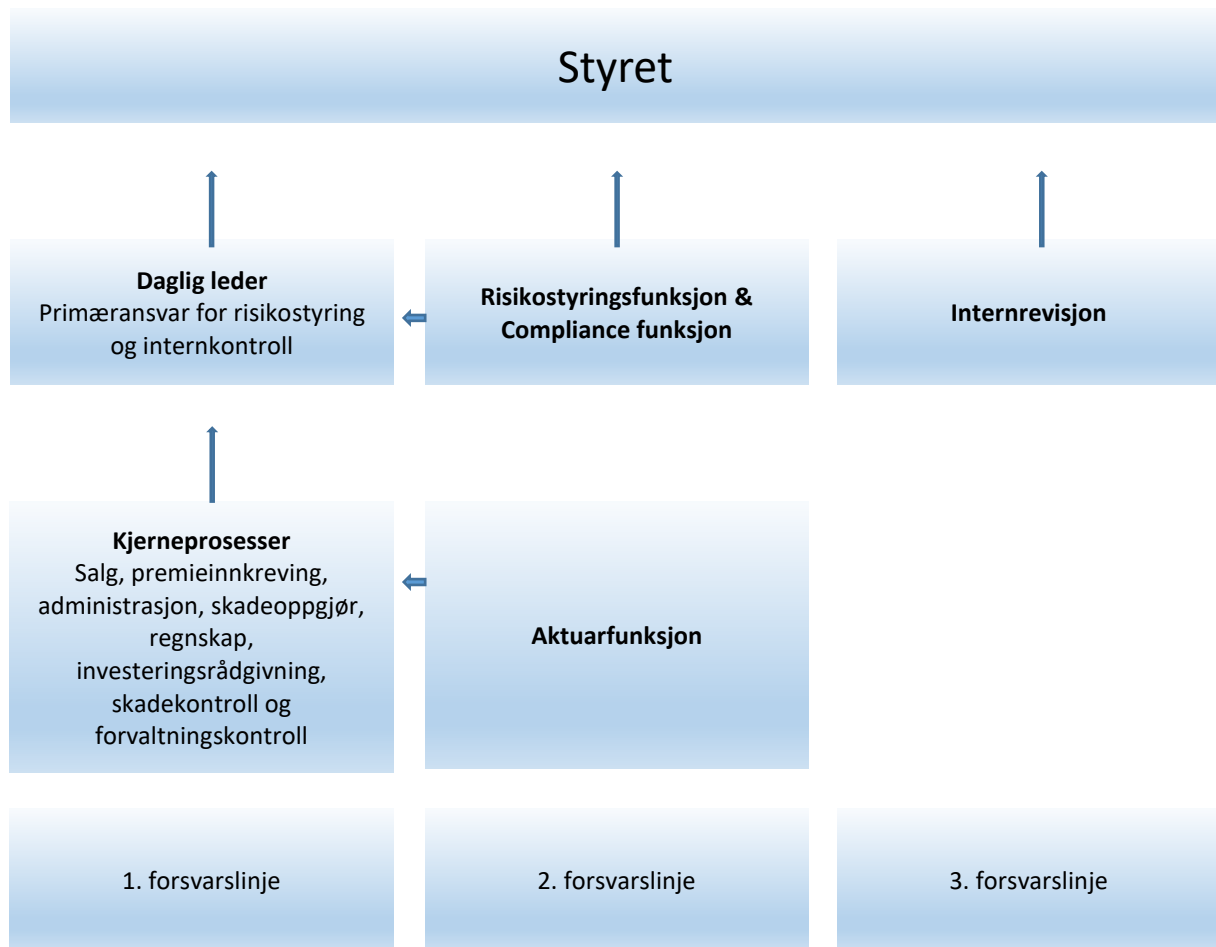 Styret
Daglig leder
Primæransvar for risikostyring
og internkontroll
Risikostyringsfunksjon &
Compliance funksjon
Internrevisjon
Kjerneprosesser
Salg, premieinnkreving,
administrasjon, skadeoppgjør,
regnskap,
investeringsrådgivning,
skadekontroll og
forvaltningskontroll
Aktuarfunksjon
1. forsvarslinje
2. forsvarslinje
3. forsvarslinje